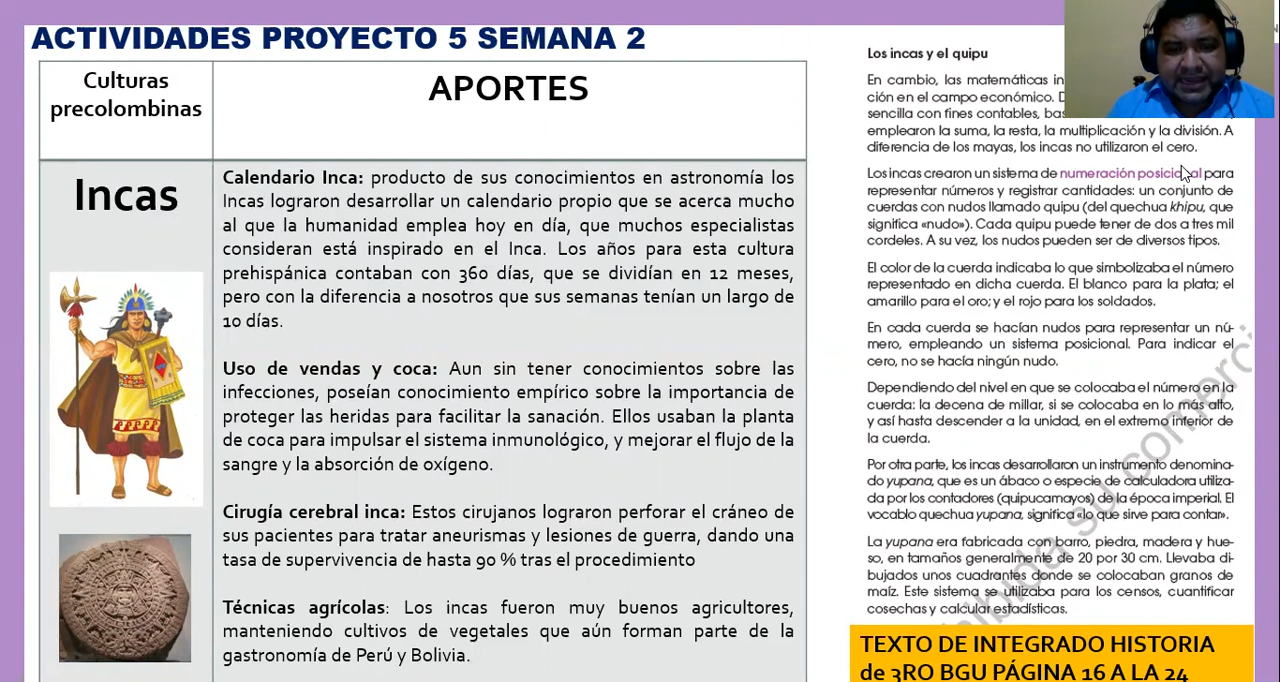 ACTIVIDADES PROYECTO 5 SEMANA 2
Culturas
precolombinas
APORTES
Incas
Calendario Inca: producto de sus conocimientos en astronomía los
Incas lograron desarrollar un calendario propio que se acerca mucho
al que la humanidad emplea hoy en día, que muchos especialistas
consideran está inspirado en el Inca. Los años para esta cultura
prehispánica contaban con 360 días, que se dividían en 12 meses,
pero con la diferencia a nosotros que sus semanas tenían un largo de
10 días.
Uso de vendas y coca: Aun sin tener conocimientos sobre las
infecciones, poseían conocimiento empírico sobre la importancia de
proteger las heridas para facilitar la sanación. Ellos usaban la planta
de coca para impulsar el sistema inmunológico, y mejorar el flujo de la
sangre y la absorción de oxígeno.
Cirugía cerebral inca: Estos cirujanos lograron perforar el cráneo de
sus pacientes para tratar aneurismas y lesiones de guerra, dando una
tasa de supervivencia de hasta 90 % tras el procedimiento
Técnicas agrícolas: Los incas fueron muy buenos agricultores,
manteniendo cultivos de vegetales que aún forman parte de la
gastronomía de Perú y Bolivia.
Los incas y el quipu
En cambio, las matemáticas in
ción en el campo económico. D
sencilla con fines contables, bas
emplearon la suma, la resta, la multiplicación y la división. A
diferencia de los mayas, los incas no utilizaron el cero.
Los incas crearon un sistema de numeración posicional para
representar números y registrar cantidades: un conjunto de
cuerdas con nudos llamado quipu (del quechua khipu, que
significa «nudo»). Cada quipu puede tener de dos a tres mil
cordeles. A su vez, los nudos pueden ser de diversos tipos.
El color de la cuerda indicaba lo que simbolizaba el número
representado en dicha cuerda. El blanco para la plata; el
amarillo para el oro; y el rojo para los soldados.
En cada cuerda se hacían nudos para representar un nú-
mero, empleando un sistema posicional. Para indicar el
cero, no se hacía ningún nudo.
Dependiendo del nivel en que se colocaba el número en la
cuerda: la decena de millar, si se colocaba en lo más alto,
y así hasta descender a la unidad, en el extremo inferior de
la cuerda.
Por otra parte, los incas desarrollaron un instrumento denomina-
do yupana, que es un ábaco o especie de calculadora utiliza-
da por los contadores (quipucamayos) de la época imperial. El
vocablo quechua yupana, significa «lo que sirve para contar».
La yupana era fabricada con barro, piedra, madera y hue-
so, en tamaños generalmente de 20 por 30 cm. Llevaba di-
bujados unos cuadrantes donde se colocaban granos de
maíz. Este sistema se utilizaba para los censos, cuantificar
cosechas y calcular estadísticas.
hibida su comerci
TEXTO DE INTEGRADO HISTORIA
de 3RO BGU PÁGINA 16 A LA 24